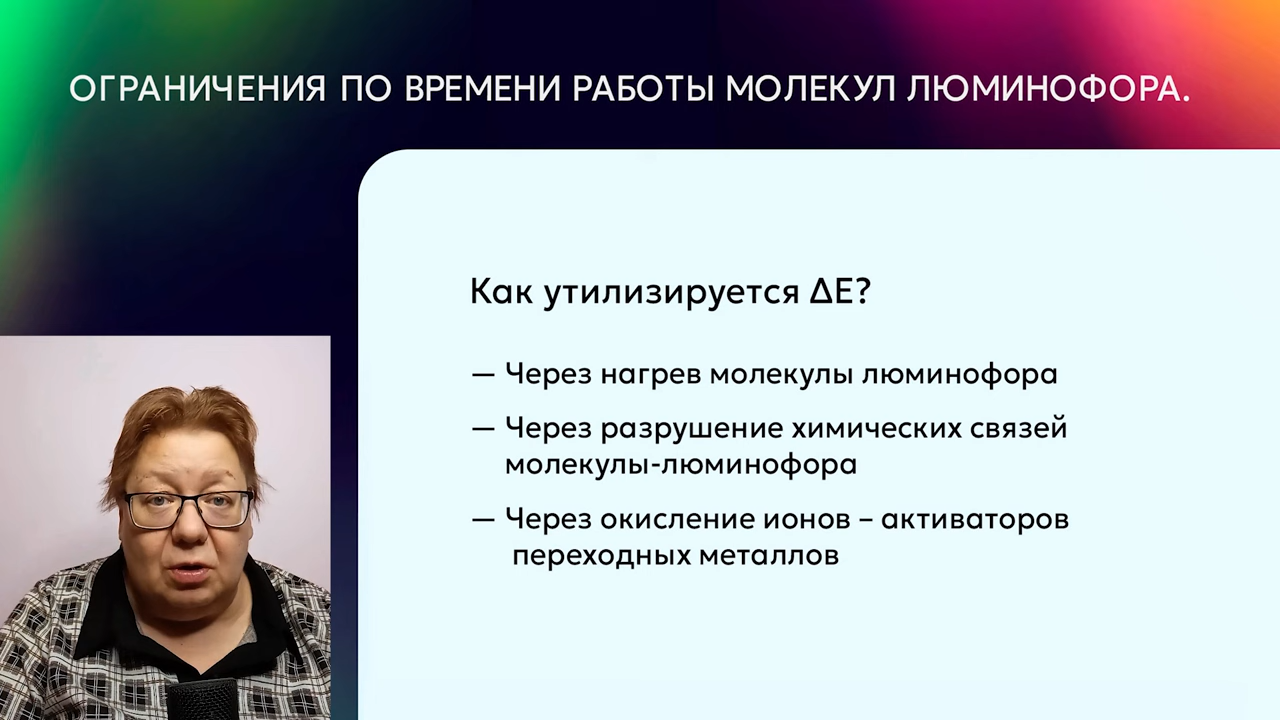 ОГРАНИЧЕНИЯ ПО ВРЕМЕНИ РАБОТЫ МОЛЕКУЛ ЛЮМИНОФОРА.
Как утилизируется ΔЕ?
— Через нагрев молекулы люминофора
— Через разрушение химических связей
молекулы-люминофора
— Через окисление ионов – активаторов
переходных металлов